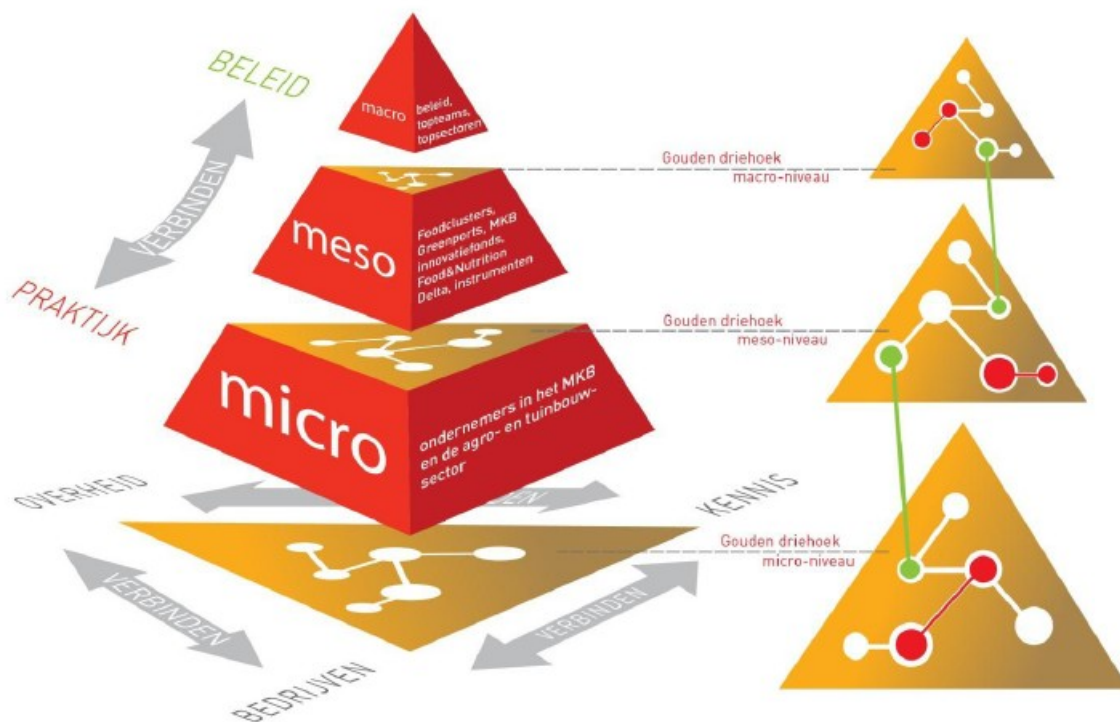 BELEID
VERBINDEN
PRAKTIJK
macro
beleid,
topteams,
topsectoren
meso
Foodclusters,
Greenports, MKB
innovatiefonds,
Food&Nutrition
Delta, instrumenten
micro
ondernemers in het MKB
en de agro- en tuinbouw-
sector
OVERHEID
DEN
KENNIS
VERBINDEN
VERBINDEN
BEDRIJVEN
Gouden driehoek
macro-niveau
Gouden driehoek
meso-niveau
Gouden driehoek
micro-niveau